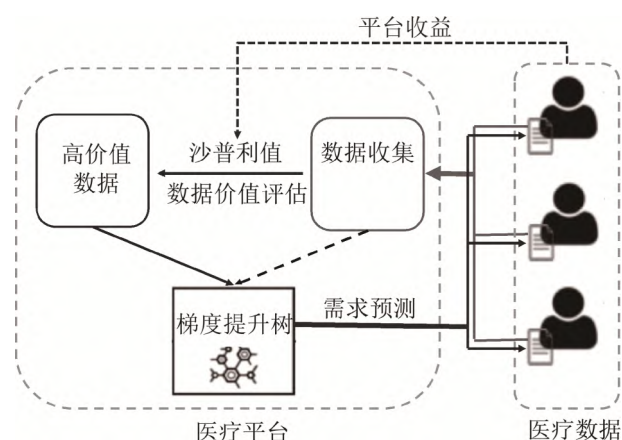 平台收益
高价值
数据
沙普利值
数据价值评估
数据收集
梯度提升树
需求预测
医疗平台
医疗数据